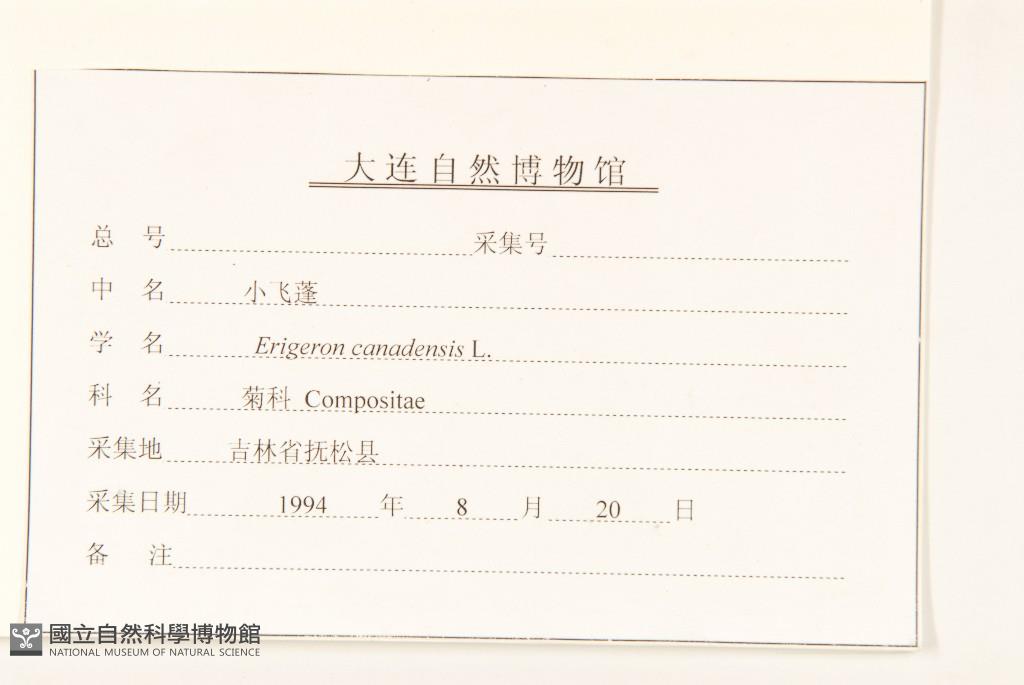 大连自然博物馆
总 号 采集号
中 名 小飞蓬
学 名 Erigeron canadensis L.
科 名 菊科 Compositae
采集地 吉林省抚松县
采集日期 1994 年 8 月 20 日
备 注
國立自然科學博物館
NATIONAL MUSEUM OF NATURAL SCIENCE